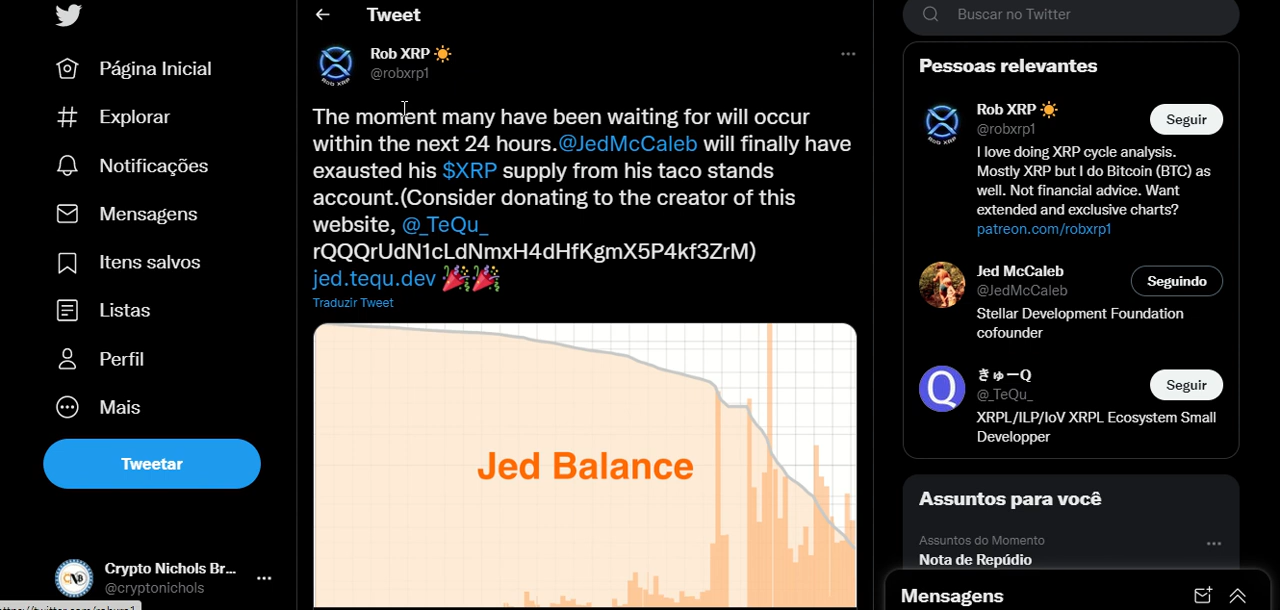 Tweet
Buscar no Twitter
Página Inicial
Explorar
Notificações
Mensagens
Itens salvos
Listas
Perfil
Mais
Tweetar
Crypto Nichols Br...
@cryptonichols
Rob XRP ☀️
@robxrp1
The moment many have been waiting for will occur
within the next 24 hours.@JedMcCaleb will finally have
exausted his $XRP supply from his taco stands
account.(Consider donating to the creator of this
website, @_TeQu_
rQQQrUdN1cLdNmxH4dHfKgmX5P4kf3ZrM)
jed.tequ.dev 🎉🎉
Traduzir Tweet
Jed Balance
Pessoas relevantes
Rob XRP ☀️
@robxrp1
Seguir
I love doing XRP cycle analysis.
Mostly XRP but I do Bitcoin (BTC) as
well. Not financial advice. Want
extended and exclusive charts?
patreon.com/robxrp1
Jed McCaleb
@JedMcCaleb
Seguindo
Stellar Development Foundation
cofounder
きゅーQ
@_TeQu_
Seguir
XRPL/ILP/IoV XRPL Ecosystem Small
Developper
Assuntos para você
Assuntos do Momento
Nota de Repúdio
Mensagens